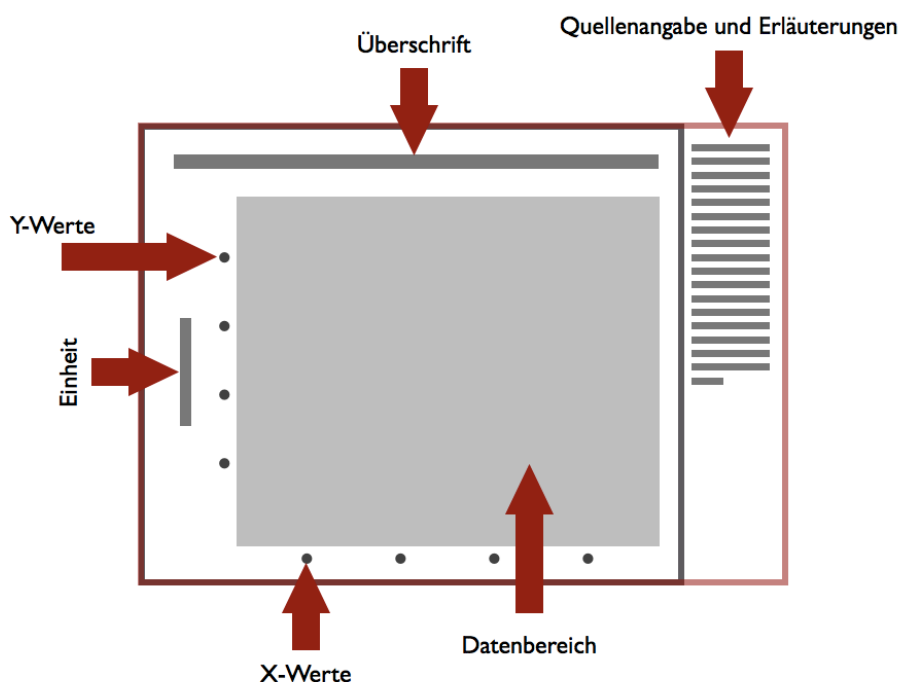 Quellenangabe und Erläuterungen
Überschrift
Y-Werte
Einheit
Datenbereich
X-Werte